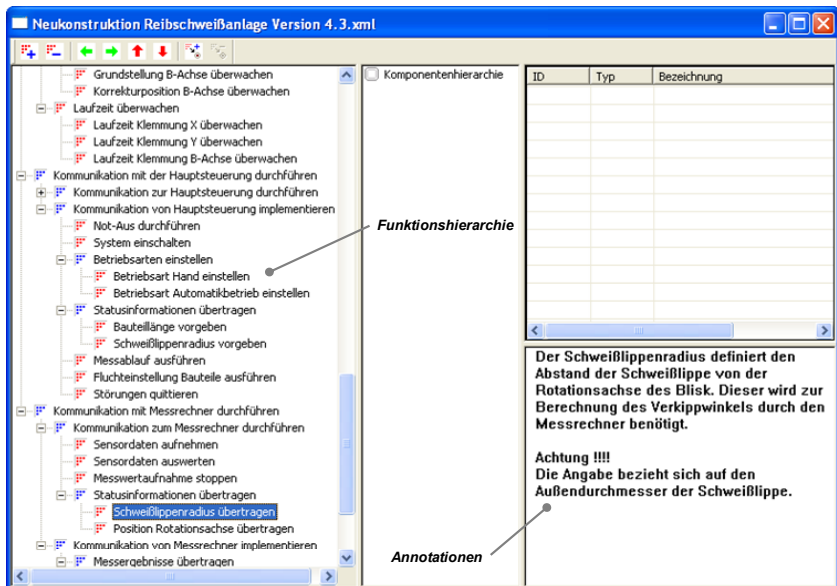 Neukonstruktion Reibschweißanlage Version 4.3.xml
Grundstellung B-Achse überwachen
Korrekturposition B-Achse überwachen
Laufzeit überwachen
Laufzeit Klemmung X überwachen
Laufzeit Klemmung Y überwachen
Laufzeit Klemmung B-Achse überwachen
Kommunikation mit der Hauptsteuerung durchführen
Kommunikation zur Hauptsteuerung durchführen
Kommunikation von Hauptsteuerung implementieren
Not-Aus durchführen
System einschalten
Betriebsarten einstellen
Betriebsart Hand einstellen
Betriebsart Automatikbetrieb einstellen
Statusinformationen übertragen
Bauteillänge vorgeben
Schweißlippenradius vorgeben
Messablauf ausführen
Fluchteinstellung Bauteile ausführen
Störungen quittieren
Kommunikation mit Messrechner durchführen
Kommunikation zum Messrechner durchführen
Sensordaten aufnehmen
Sensordaten auswerten
Messwertaufnahme stoppen
Statusinformationen übertragen
Schweißlippenradius übertragen
Position Rotationsachse übertragen
Kommunikation von Messrechner implementieren
Messergebnisse übertragen
Komponentenhierarchie
Funktionshierarchie
Annotationen
ID Typ Bezeichnung
Der Schweißlippenradius definiert den
Abstand der Schweißlippe von der
Rotationsachse des Blisk. Dieser wird zur
Berechnung des Verkippwinkels durch den
Messrechner benötigt.
Achtung !!!!
Die Angabe bezieht sich auf den
Außendurchmesser der Schweißlippe.